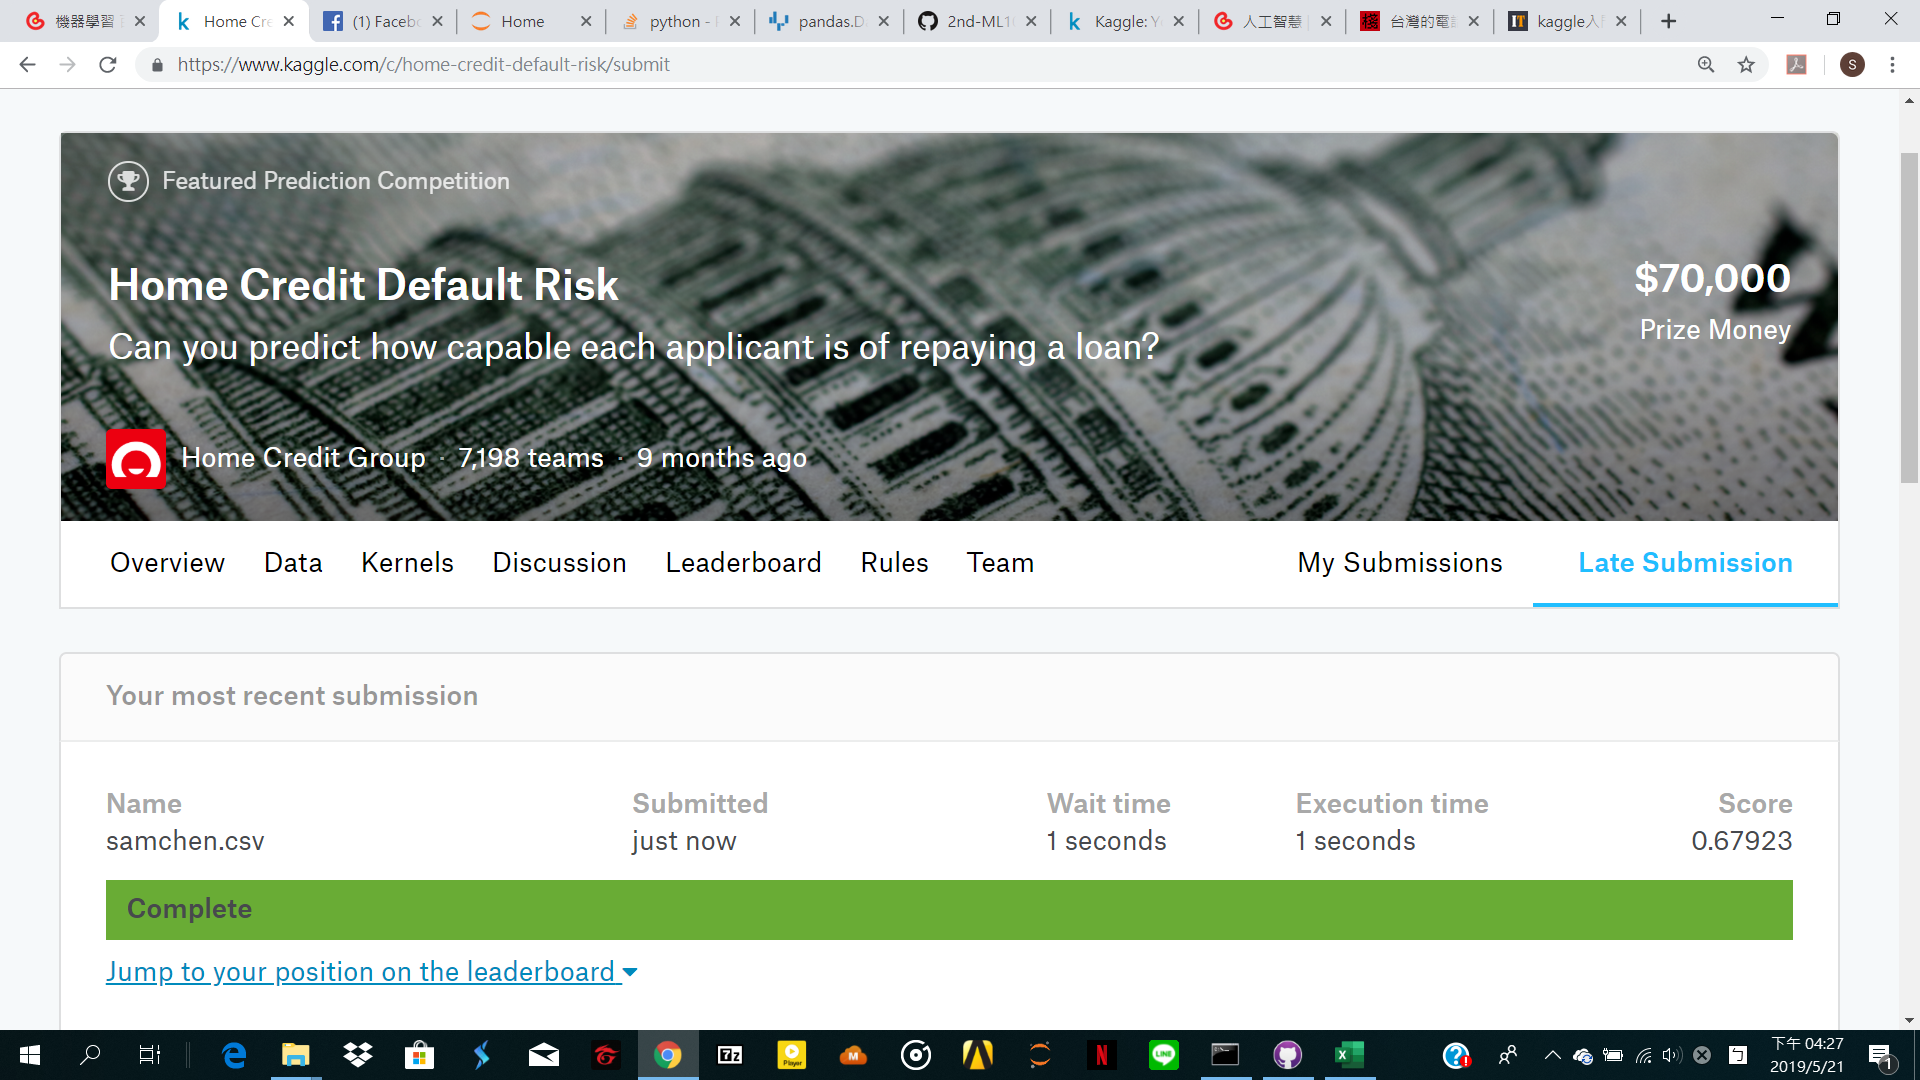 機器學習
Home Cre
(1) Facebo
Home
python -
pandas.D
2nd-ML1
Kaggle: Y
人工智慧
台灣的電
kaggle入
https://www.kaggle.com/c/home-credit-default-risk/submit
S
Featured Prediction Competition
Home Credit Default Risk
$70,000
Can you predict how capable each applicant is of repaying a loan?
Prize Money
Home Credit Group · 7,198 teams · 9 months ago
Overview Data Kernels Discussion Leaderboard Rules Team My Submissions Late Submission
Your most recent submission
Name Submitted Wait time Execution time Score
samchen.csv just now 1 seconds 1 seconds 0.67923
Complete
Jump to your position on the leaderboard
下午 04:27
2019/5/21
1